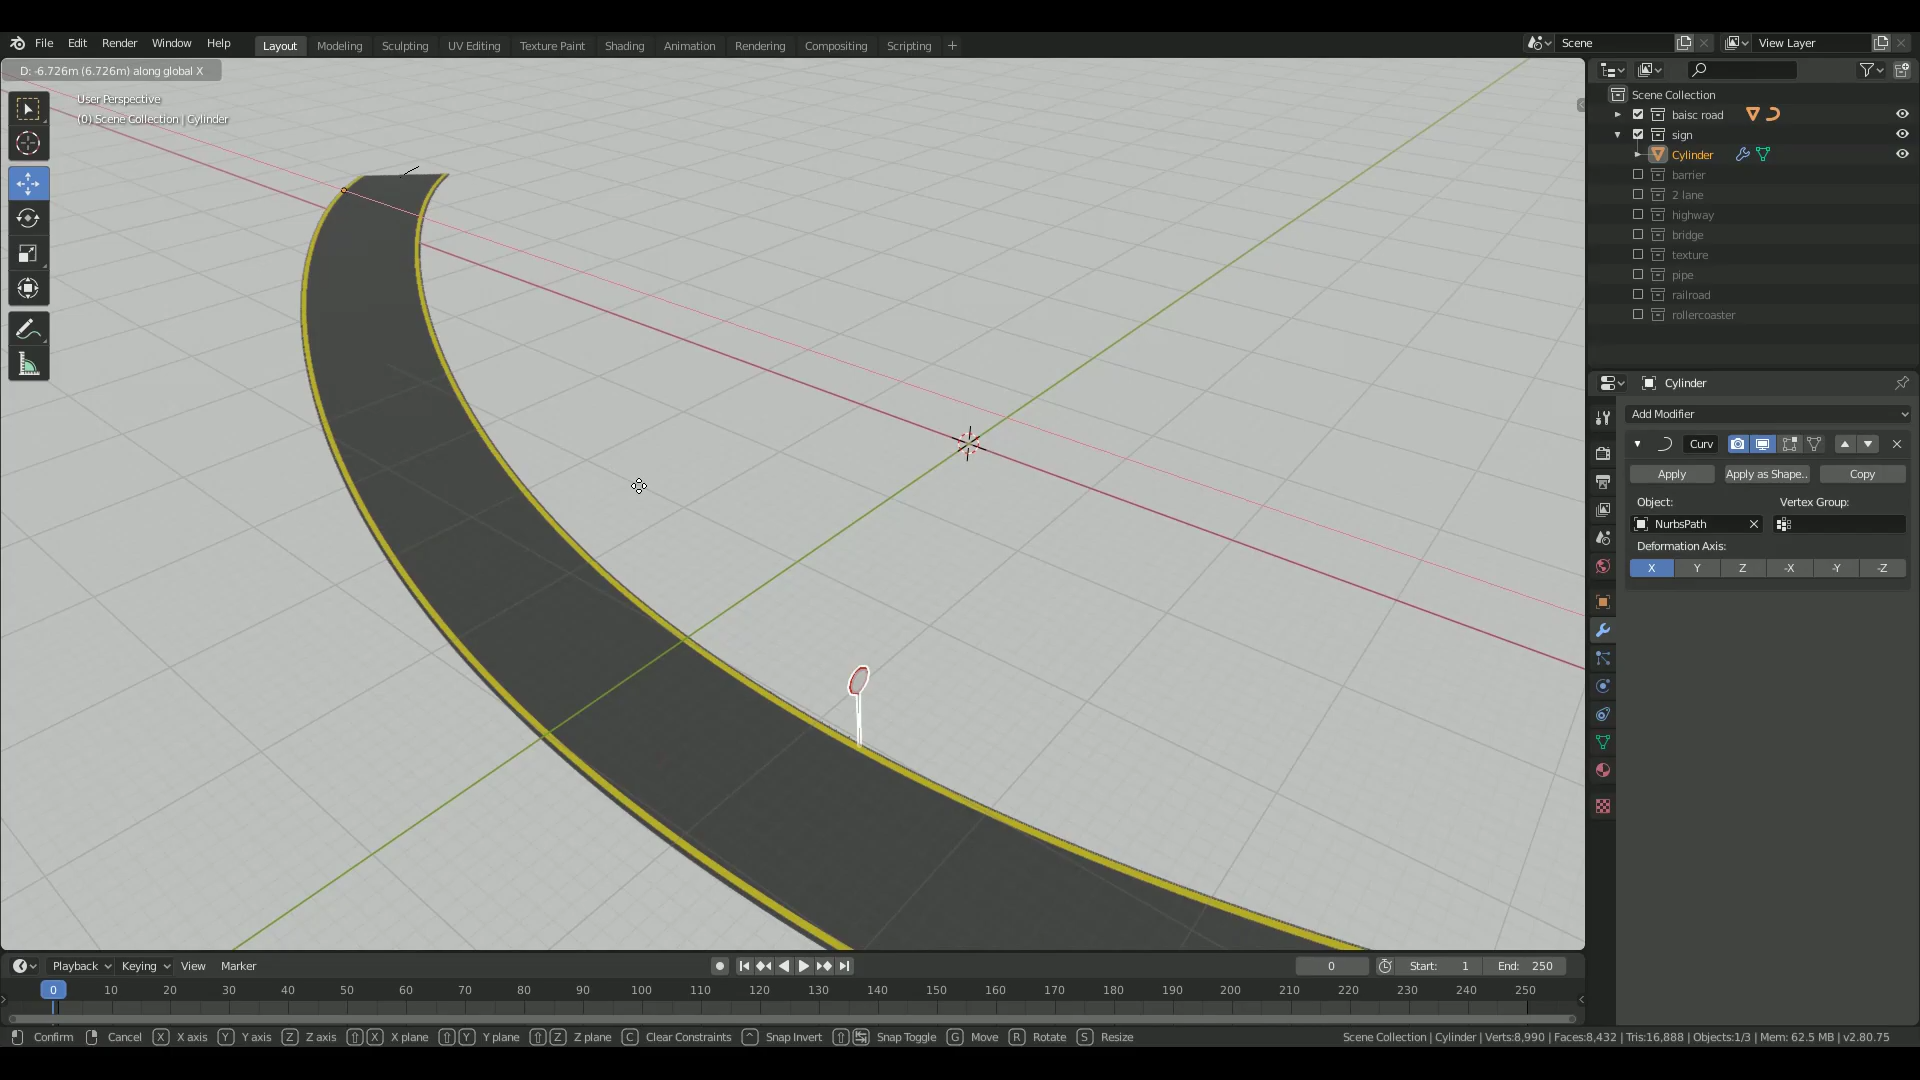 File Edit Render Window Help Layout Modeling Sculpting UV Editing Texture Paint Shading Animation Rendering Compositing Scripting + Scene View Layer
D: -6.726m (6.726m) along global X
User Perspective
(0) Scene Collection | Cylinder
Scene Collection
baisc road
sign
Cylinder
barrier
2 lane
highway
bridge
texture
pipe
railroad
rollercoaster
Cylinder
Add Modifier
Curv
Apply Apply as Shape.. Copy
Object: Vertex Group:
NurbsPath
Deformation Axis:
X Y Z -X -Y -Z
Playback Keying View Marker 0 Start: 1 End: 250
0 10 20 30 40 50 60 70 80 90 100 110 120 130 140 150 160 170 180 190 200 210 220 230 240 250
Confirm Cancel X X axis Y Y axis Z Z axis X X plane Y Y plane Z Z plane C Clear Constraints ^ Snap Invert Snap Toggle G Move R Rotate S Resize Scene Collection | Cylinder | Verts:8,990 | Faces:8,432 | Tris:16,888 | Objects:1/3 | Mem: 62.5 MB | v2.80.75